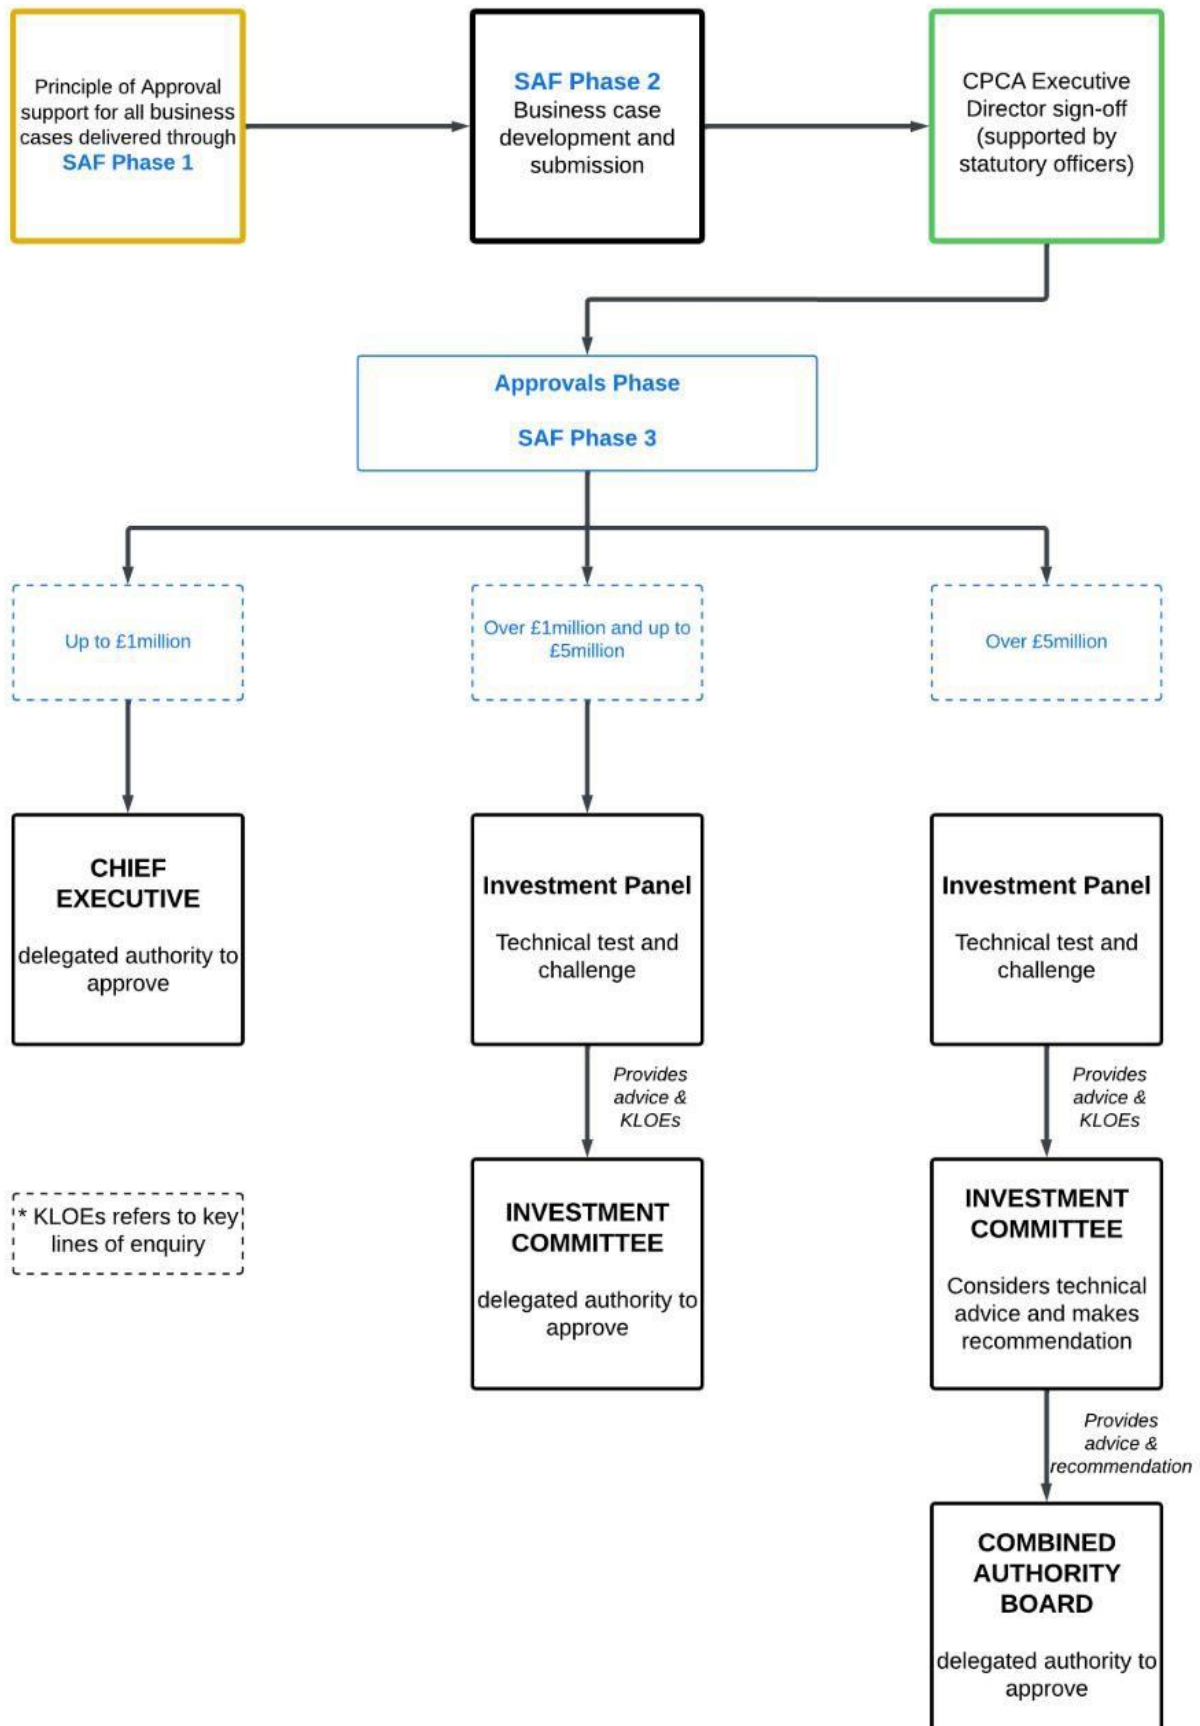 Principle of Approval
support for all business
cases delivered through
SAF Phase 1
SAF Phase 2
Business case
development and
submission
CPCA Executive
Director sign-off
(supported by
statutory officers)
Approvals Phase
SAF Phase 3
Up to £1million
Over £1million and up to
£5million
Over £5million
CHIEF
EXECUTIVE
delegated authority to
approve
Investment Panel
Technical test and
challenge
Investment Panel
Technical test and
challenge
Provides
advice &
KLOEs
Provides
advice &
KLOEs
* KLOEs refers to key
lines of enquiry
INVESTMENT
COMMITTEE
delegated authority to
approve
INVESTMENT
COMMITTEE
Considers technical
advice and makes
recommendation
Provides
advice &
recommendation
COMBINED
AUTHORITY
BOARD
delegated authority to
approve